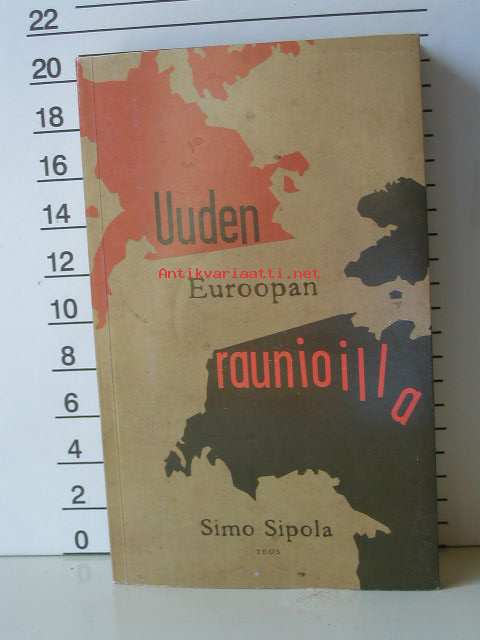 22
20
18
16
14
12
10
8
6
4
2
0
Uuden
Antikvariaatti.net
Euroopan
raunioilla
Simo Sipola
TEOS